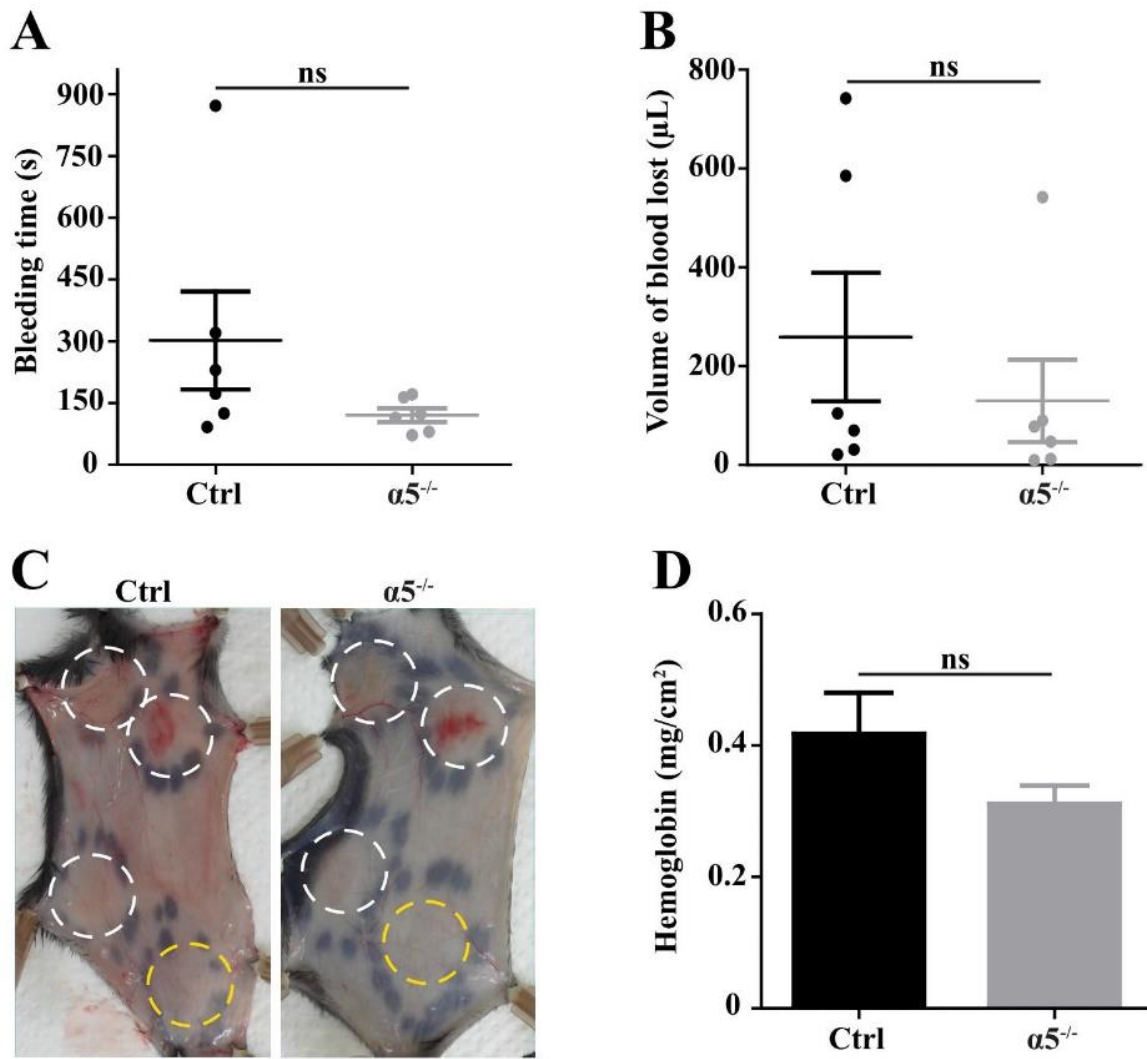 A
ns
Bleeding time (s)
900
750
600
450
300
150
0
Ctrl
α5-/-
B
ns
Volume of blood lost (µL)
800
600
400
200
0
Ctrl
α5-/-
C
Ctrl
α5-/-
D
ns
Hemoglobin (mg/cm²)
0.6
0.4
0.2
0
Ctrl
α5-/-